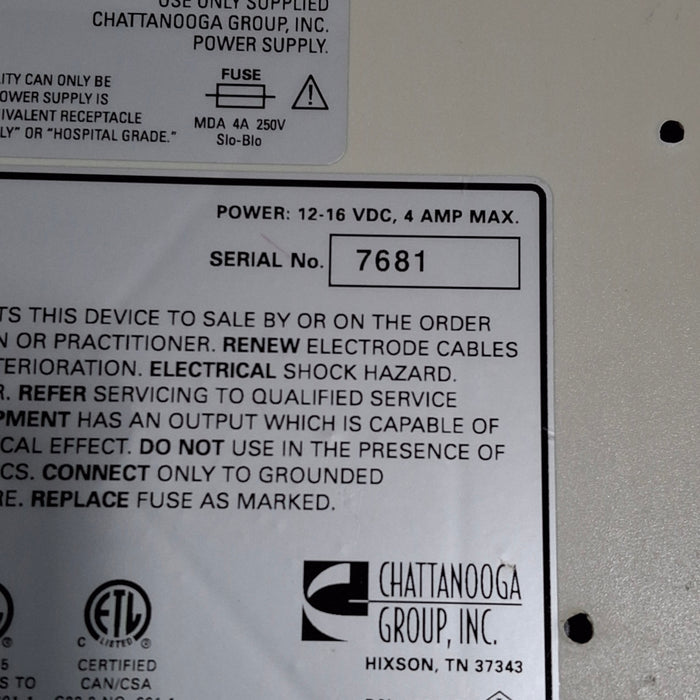 USE ONLY SUPPLIED
CHATTANOOGA GROUP, INC.
POWER SUPPLY.
ITY CAN ONLY BE
OWER SUPPLY IS
IVALENT RECEPTACLE
LY" OR "HOSPITAL GRADE."
FUSE
MDA 4A 250V
Slo-Blo
POWER: 12-16 VDC, 4 AMP MAX.
SERIAL No. 7681
TS THIS DEVICE TO SALE BY OR ON THE ORDER
N OR PRACTITIONER. RENEW ELECTRODE CABLES
TERIORATION. ELECTRICAL SHOCK HAZARD.
R. REFER SERVICING TO QUALIFIED SERVICE
PMENT HAS AN OUTPUT WHICH IS CAPABLE OF
CAL EFFECT. DO NOT USE IN THE PRESENCE OF
CS. CONNECT ONLY TO GROUNDED
RE. REPLACE FUSE AS MARKED.
ETL
C LISTED
CERTIFIED
S TO CAN/CSA
CHATTANOOGA
GROUP, INC.
HIXSON, TN 37343